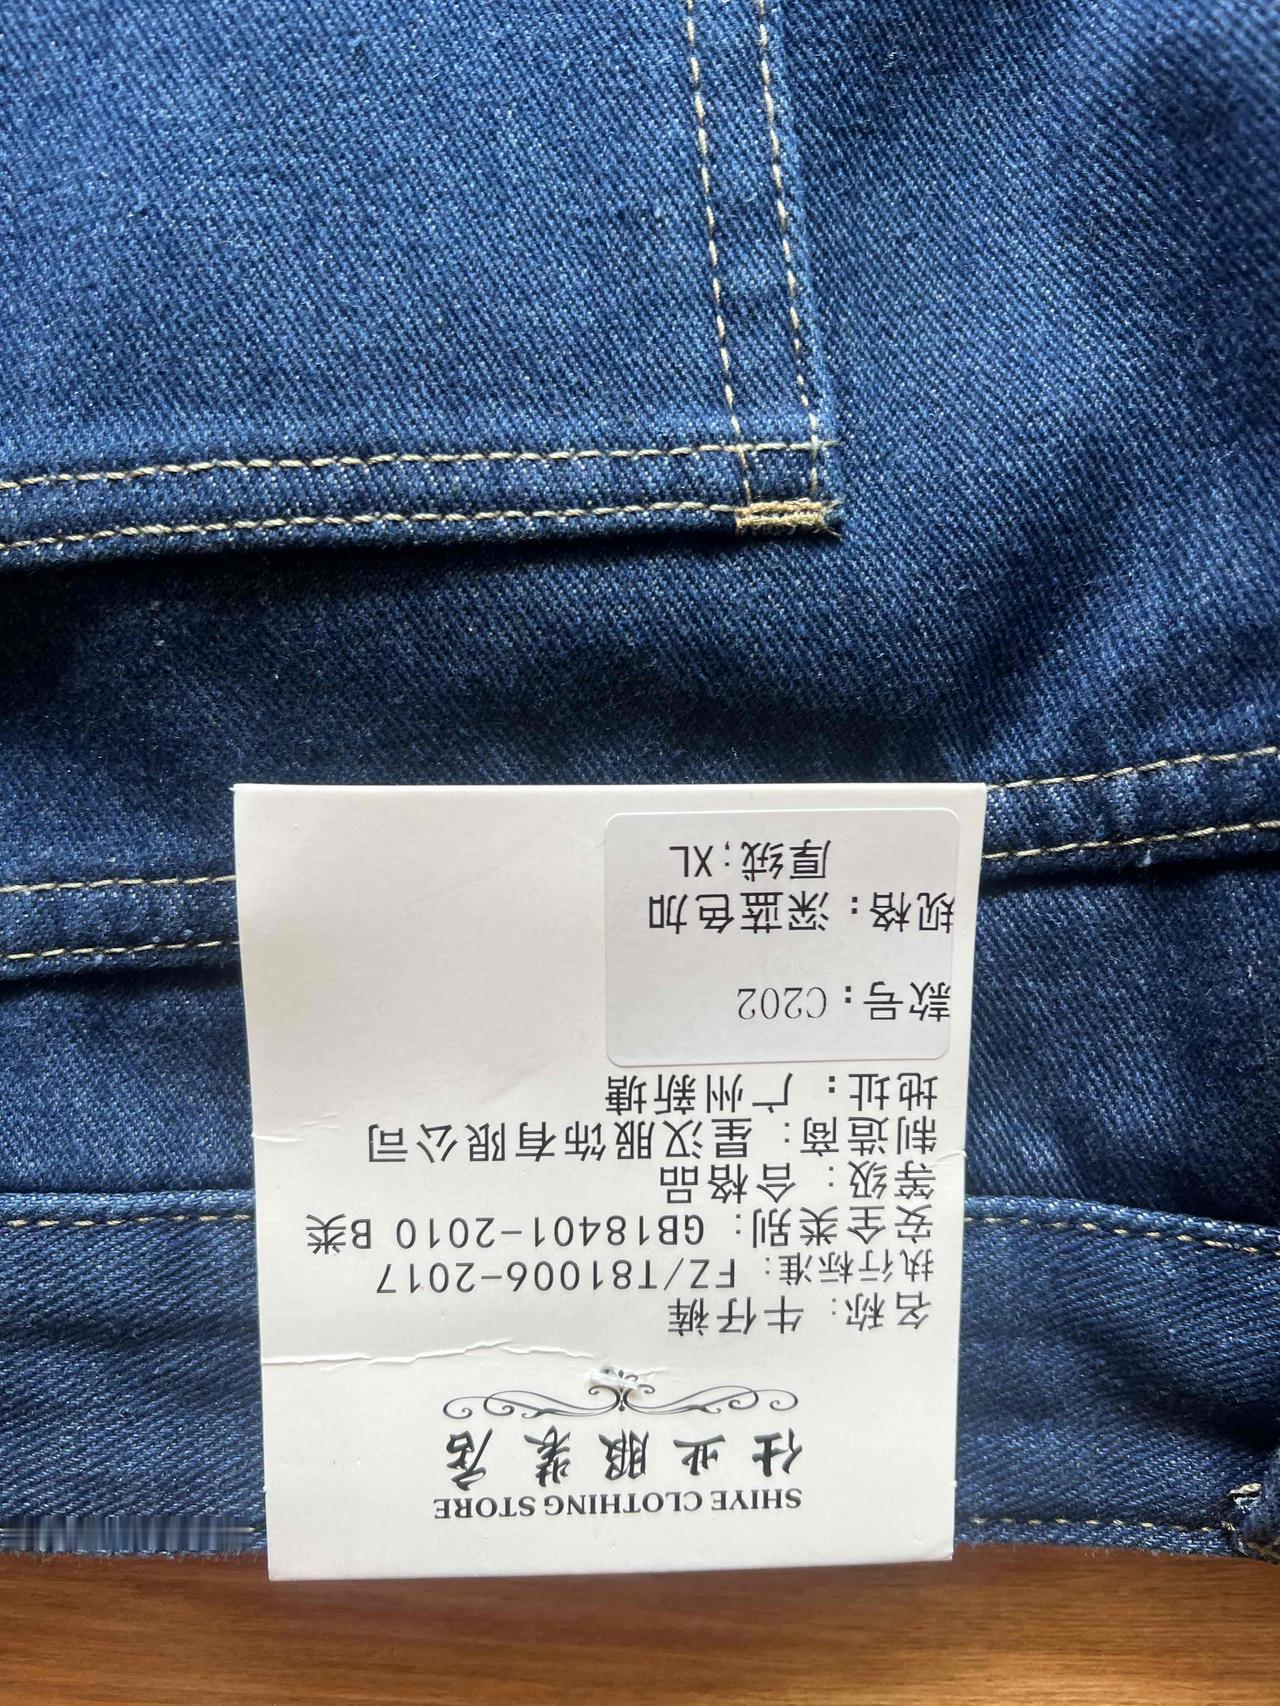 SHIYE CLOTHING STORE
仕业服装店
名称：牛仔裤
执行标准：FZ/T81006-2017
安全类别：GB18401-2010 B类
等级：合格品
制造商：星汉服饰有限公司
地址：广州新塘
款号：C202
规格：深蓝色加
厚绒;XL